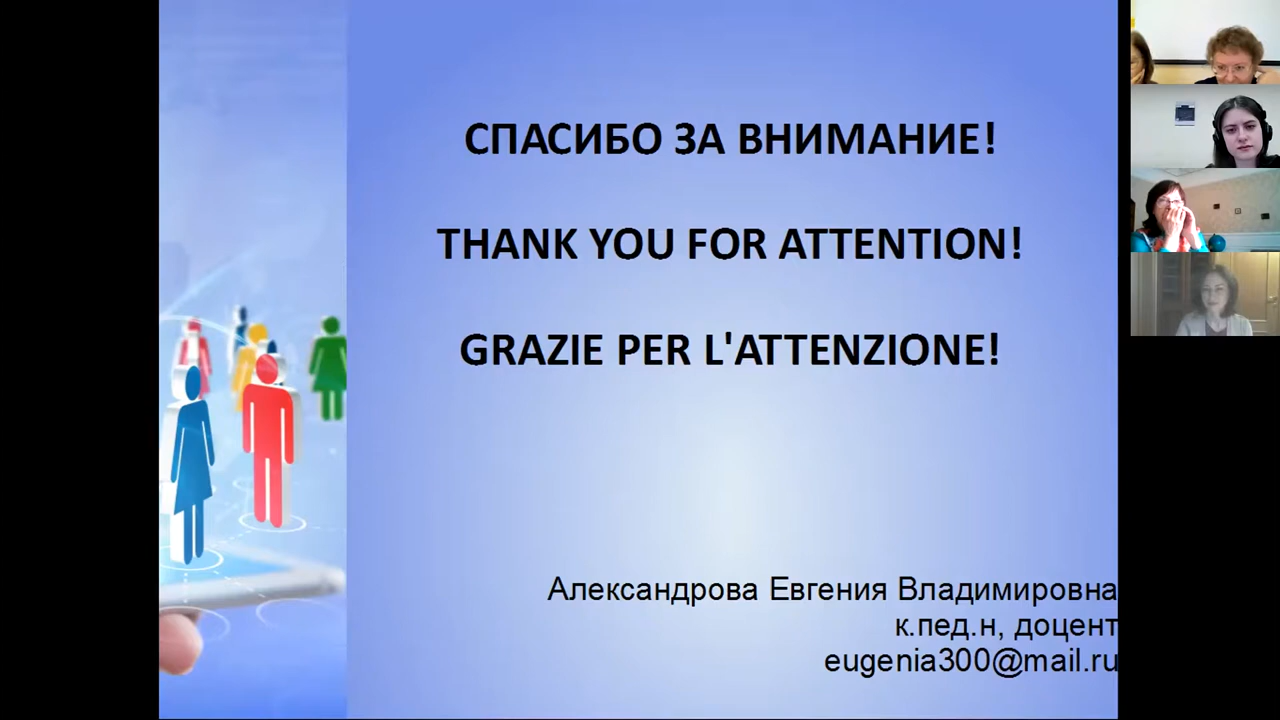 СПАСИБО ЗА ВНИМАНИЕ!
THANK YOU FOR ATTENTION!
GRAZIE PER L'ATTENZIONE!
Александрова Евгения Владимировна
к.пед.н, доцент
eugenia300@mail.ru